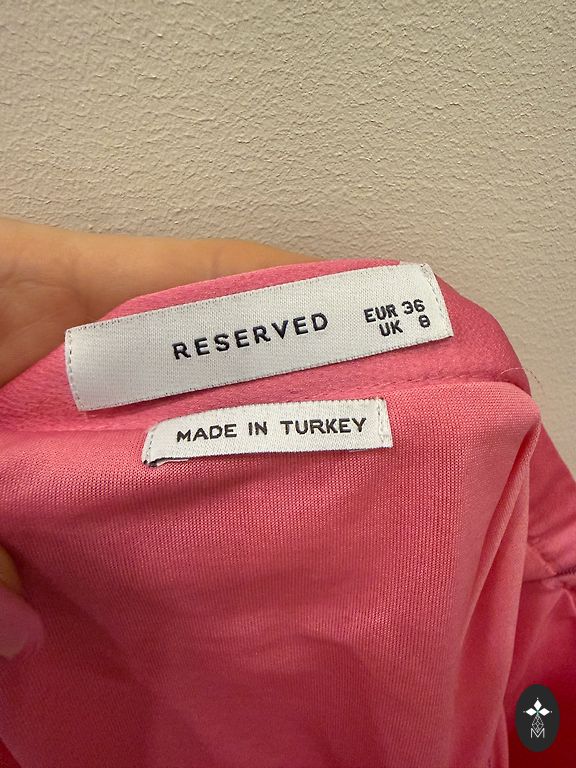 RESERVED
EUR 36
UK 8
MADE IN TURKEY
M